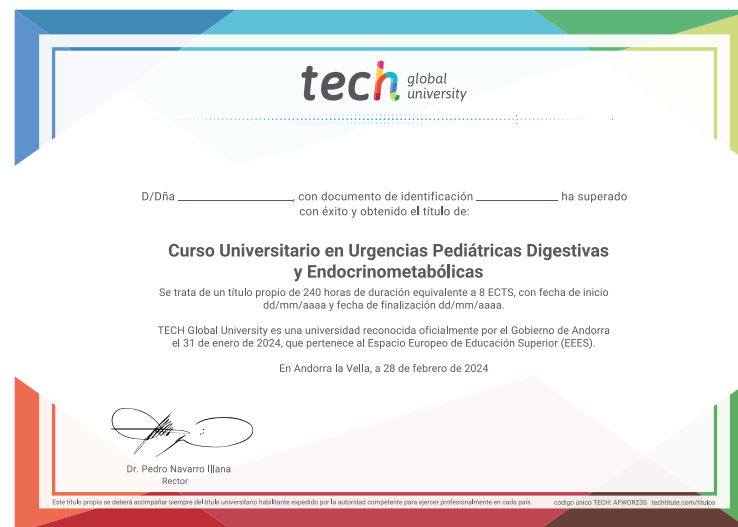 tech global
university
D/Dña ______________, con documento de identificación __________ ha superado
con éxito y obtenido el título de:
Curso Universitario en Urgencias Pediátricas Digestivas
y Endocrinometabólicas
Se trata de un título propio de 240 horas de duración equivalente a 8 ECTS, con fecha de inicio
dd/mm/aaaa y fecha de finalización dd/mm/aaaa.
TECH Global University es una universidad reconocida oficialmente por el Gobierno de Andorra
el 31 de enero de 2024, que pertenece al Espacio Europeo de Educación Superior (EEES).
En Andorra la Vella, a 28 de febrero de 2024
Dr. Pedro Navarro Illana
Rector
Este título propio se deberá acompañar siempre del título universitario habilitante expedido por la autoridad competente para ejercer profesionalmente en cada país. código único TECH: AFWOR23S techtitute.com/titulos